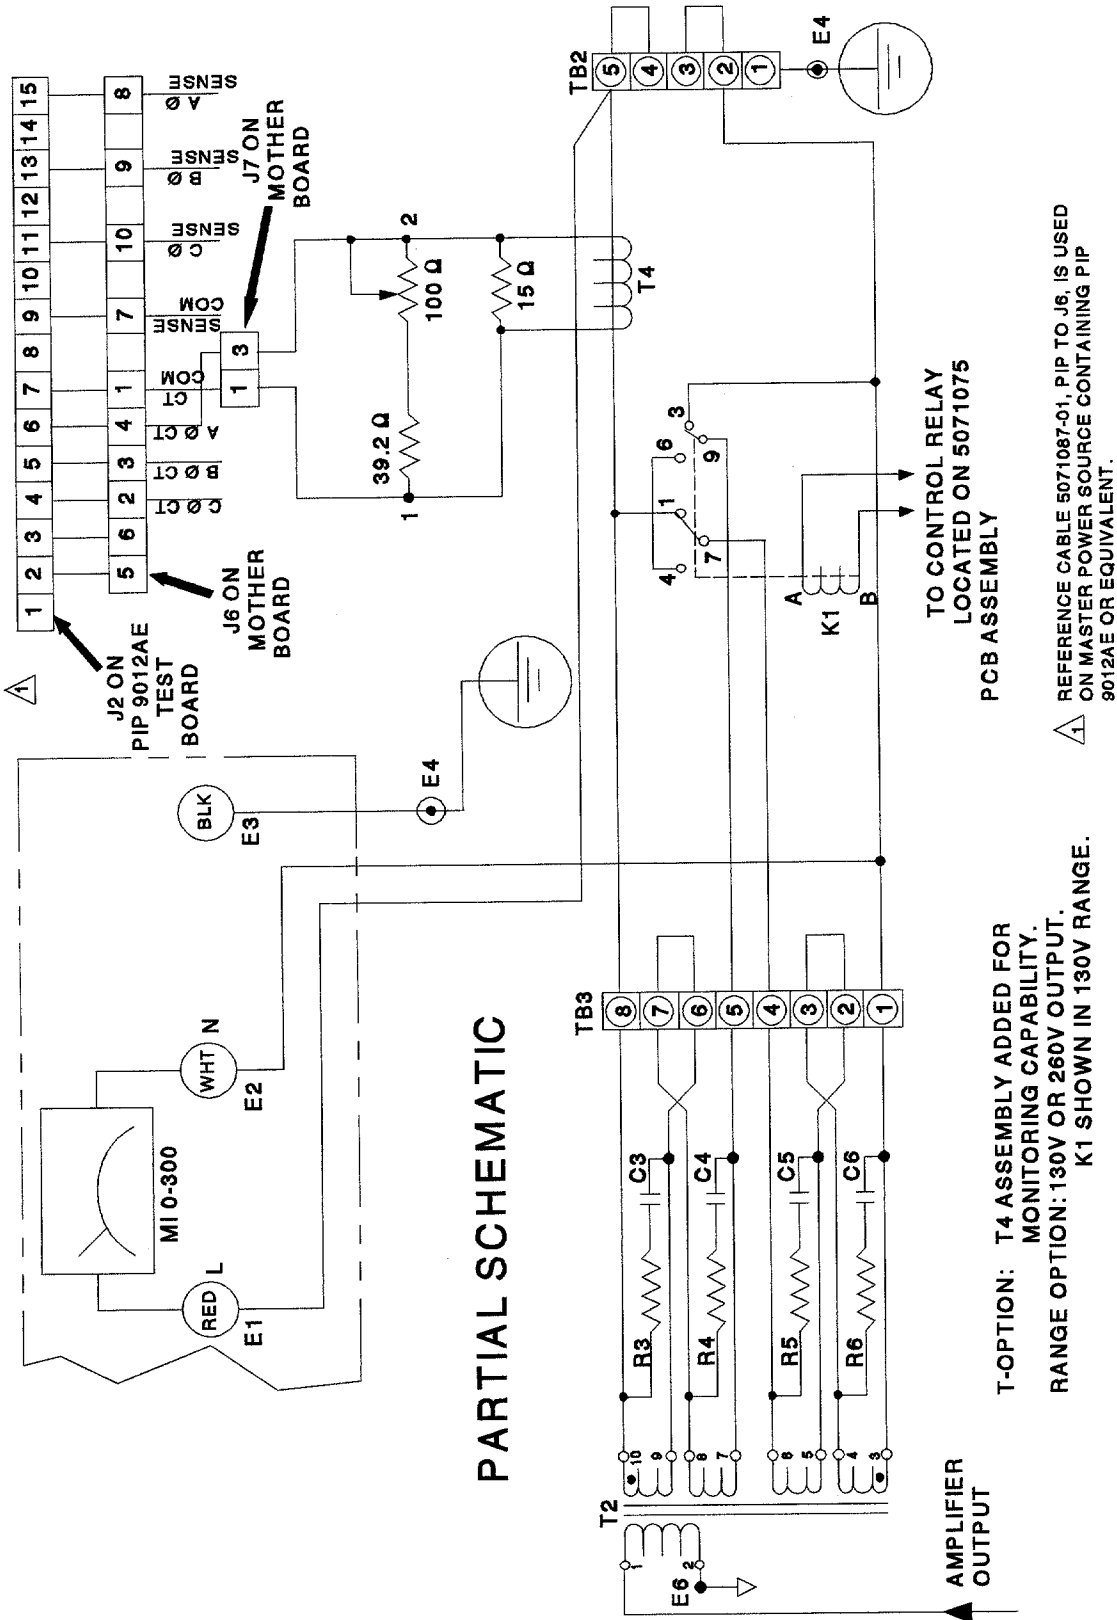 1 2 3 4 5 6 7 8 9 10 11 12 13 14 15
5 6 2 3 4 1 7 10 9 8
C Ø CT
B Ø CT
A Ø CT
CT COM
SENSE COM
C Ø SENSE
B Ø SENSE
A Ø SENSE
1
J2 ON
PIP 9012AE
TEST
BOARD
J6 ON
MOTHER
BOARD
1 3
J7 ON
MOTHER
BOARD
MI 0-300
RED L
E1
WHT N
E2
BLK
E3
E4
39.2 Ω
100 Ω
1
2
15 Ω
T4
TB2
5
4
3
2
1
E4
PARTIAL SCHEMATIC
TB3
8
7
6
5
4
3
2
1
4 1 6 3
7 9
A
B
K1
TO CONTROL RELAY
LOCATED ON 5071075
PCB ASSEMBLY
T2
1
2
E6
10
9
8
7
6
5
4
3
R3 C3
R4 C4
R5 C5
R6 C6
AMPLIFIER
OUTPUT
T-OPTION: T4 ASSEMBLY ADDED FOR
MONITORING CAPABILITY.
RANGE OPTION:130V OR 260V OUTPUT.
K1 SHOWN IN 130V RANGE.
1 REFERENCE CABLE 5071087-01, PIP TO J6, IS USED
ON MASTER POWER SOURCE CONTAINING PIP
9012AE OR EQUIVALENT.